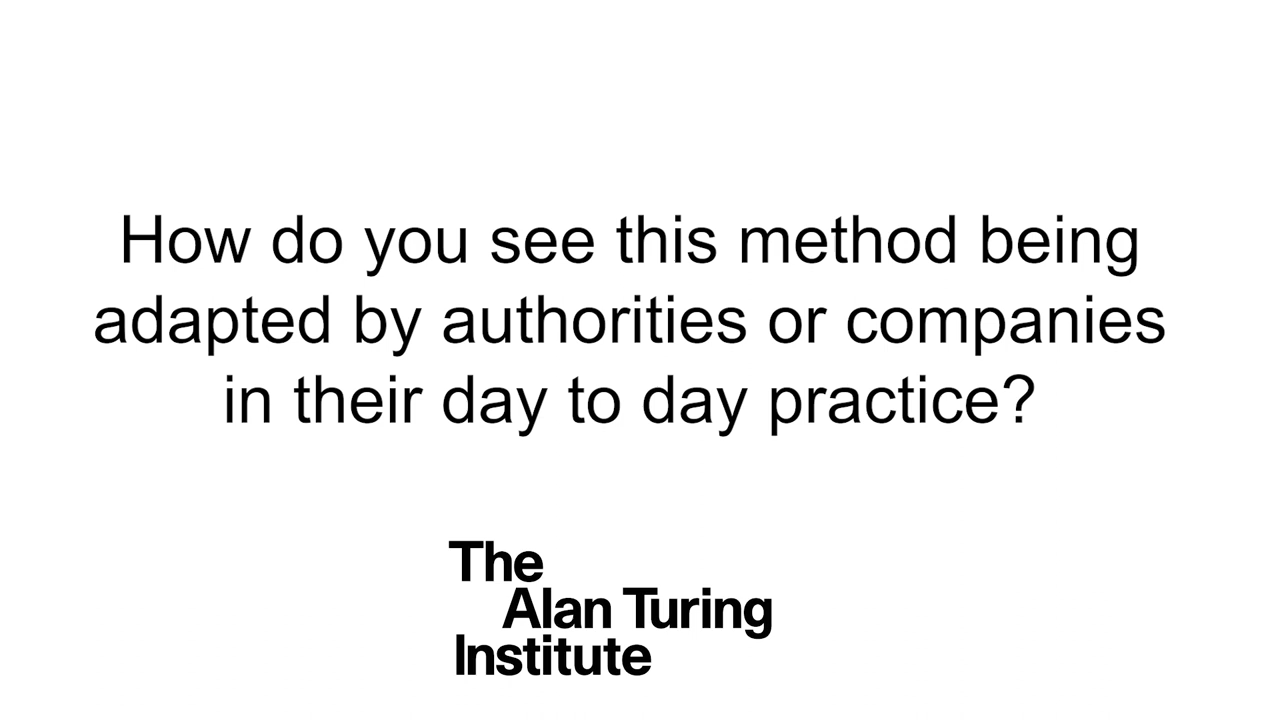 How do you see this method being
adapted by authorities or companies
in their day to day practice?
The
Alan Turing
Institute